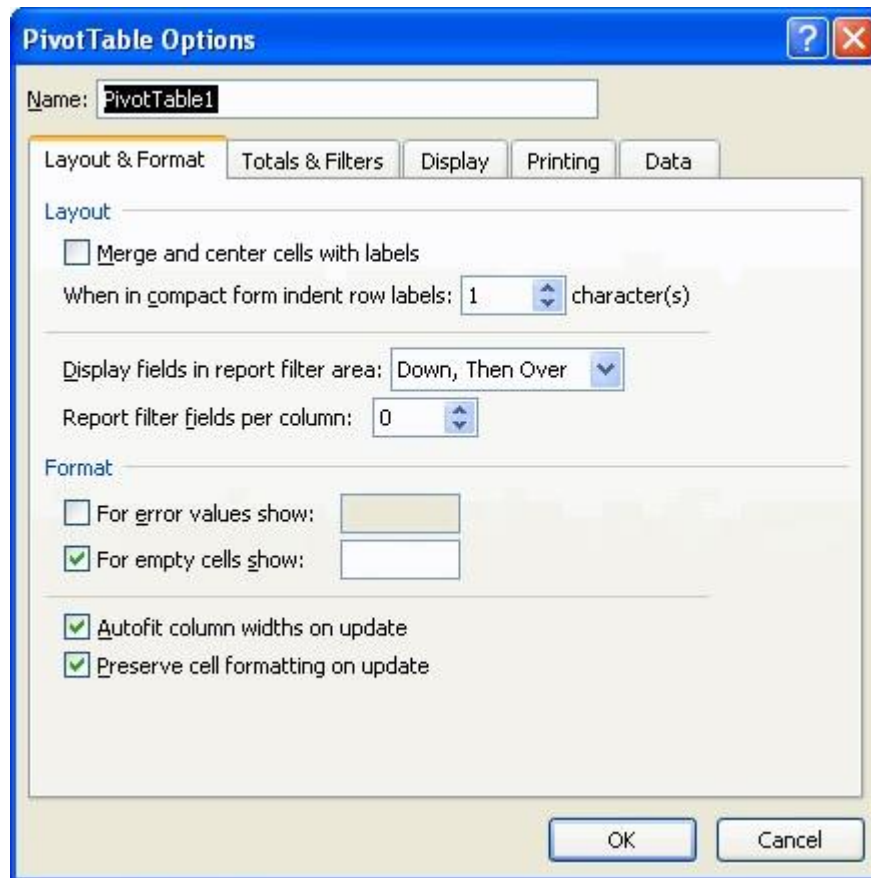 PivotTable Options
Name: PivotTable1
Layout & Format Totals & Filters Display Printing Data
Layout
Merge and center cells with labels
When in compact form indent row labels: 1 character(s)
Display fields in report filter area: Down, Then Over
Report filter fields per column: 0
Format
For error values show:
For empty cells show:
Autofit column widths on update
Preserve cell formatting on update
OK Cancel